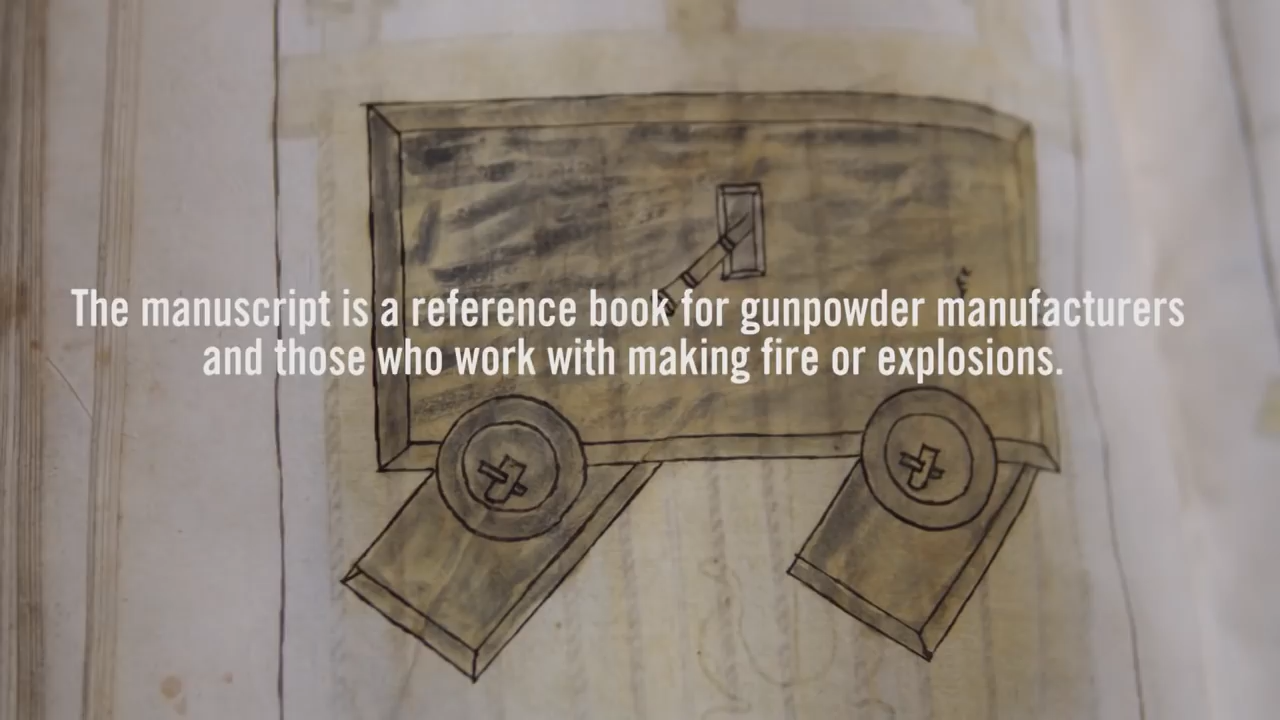 The manuscript is a reference book for gunpowder manufacturers
and those who work with making fire or explosions.